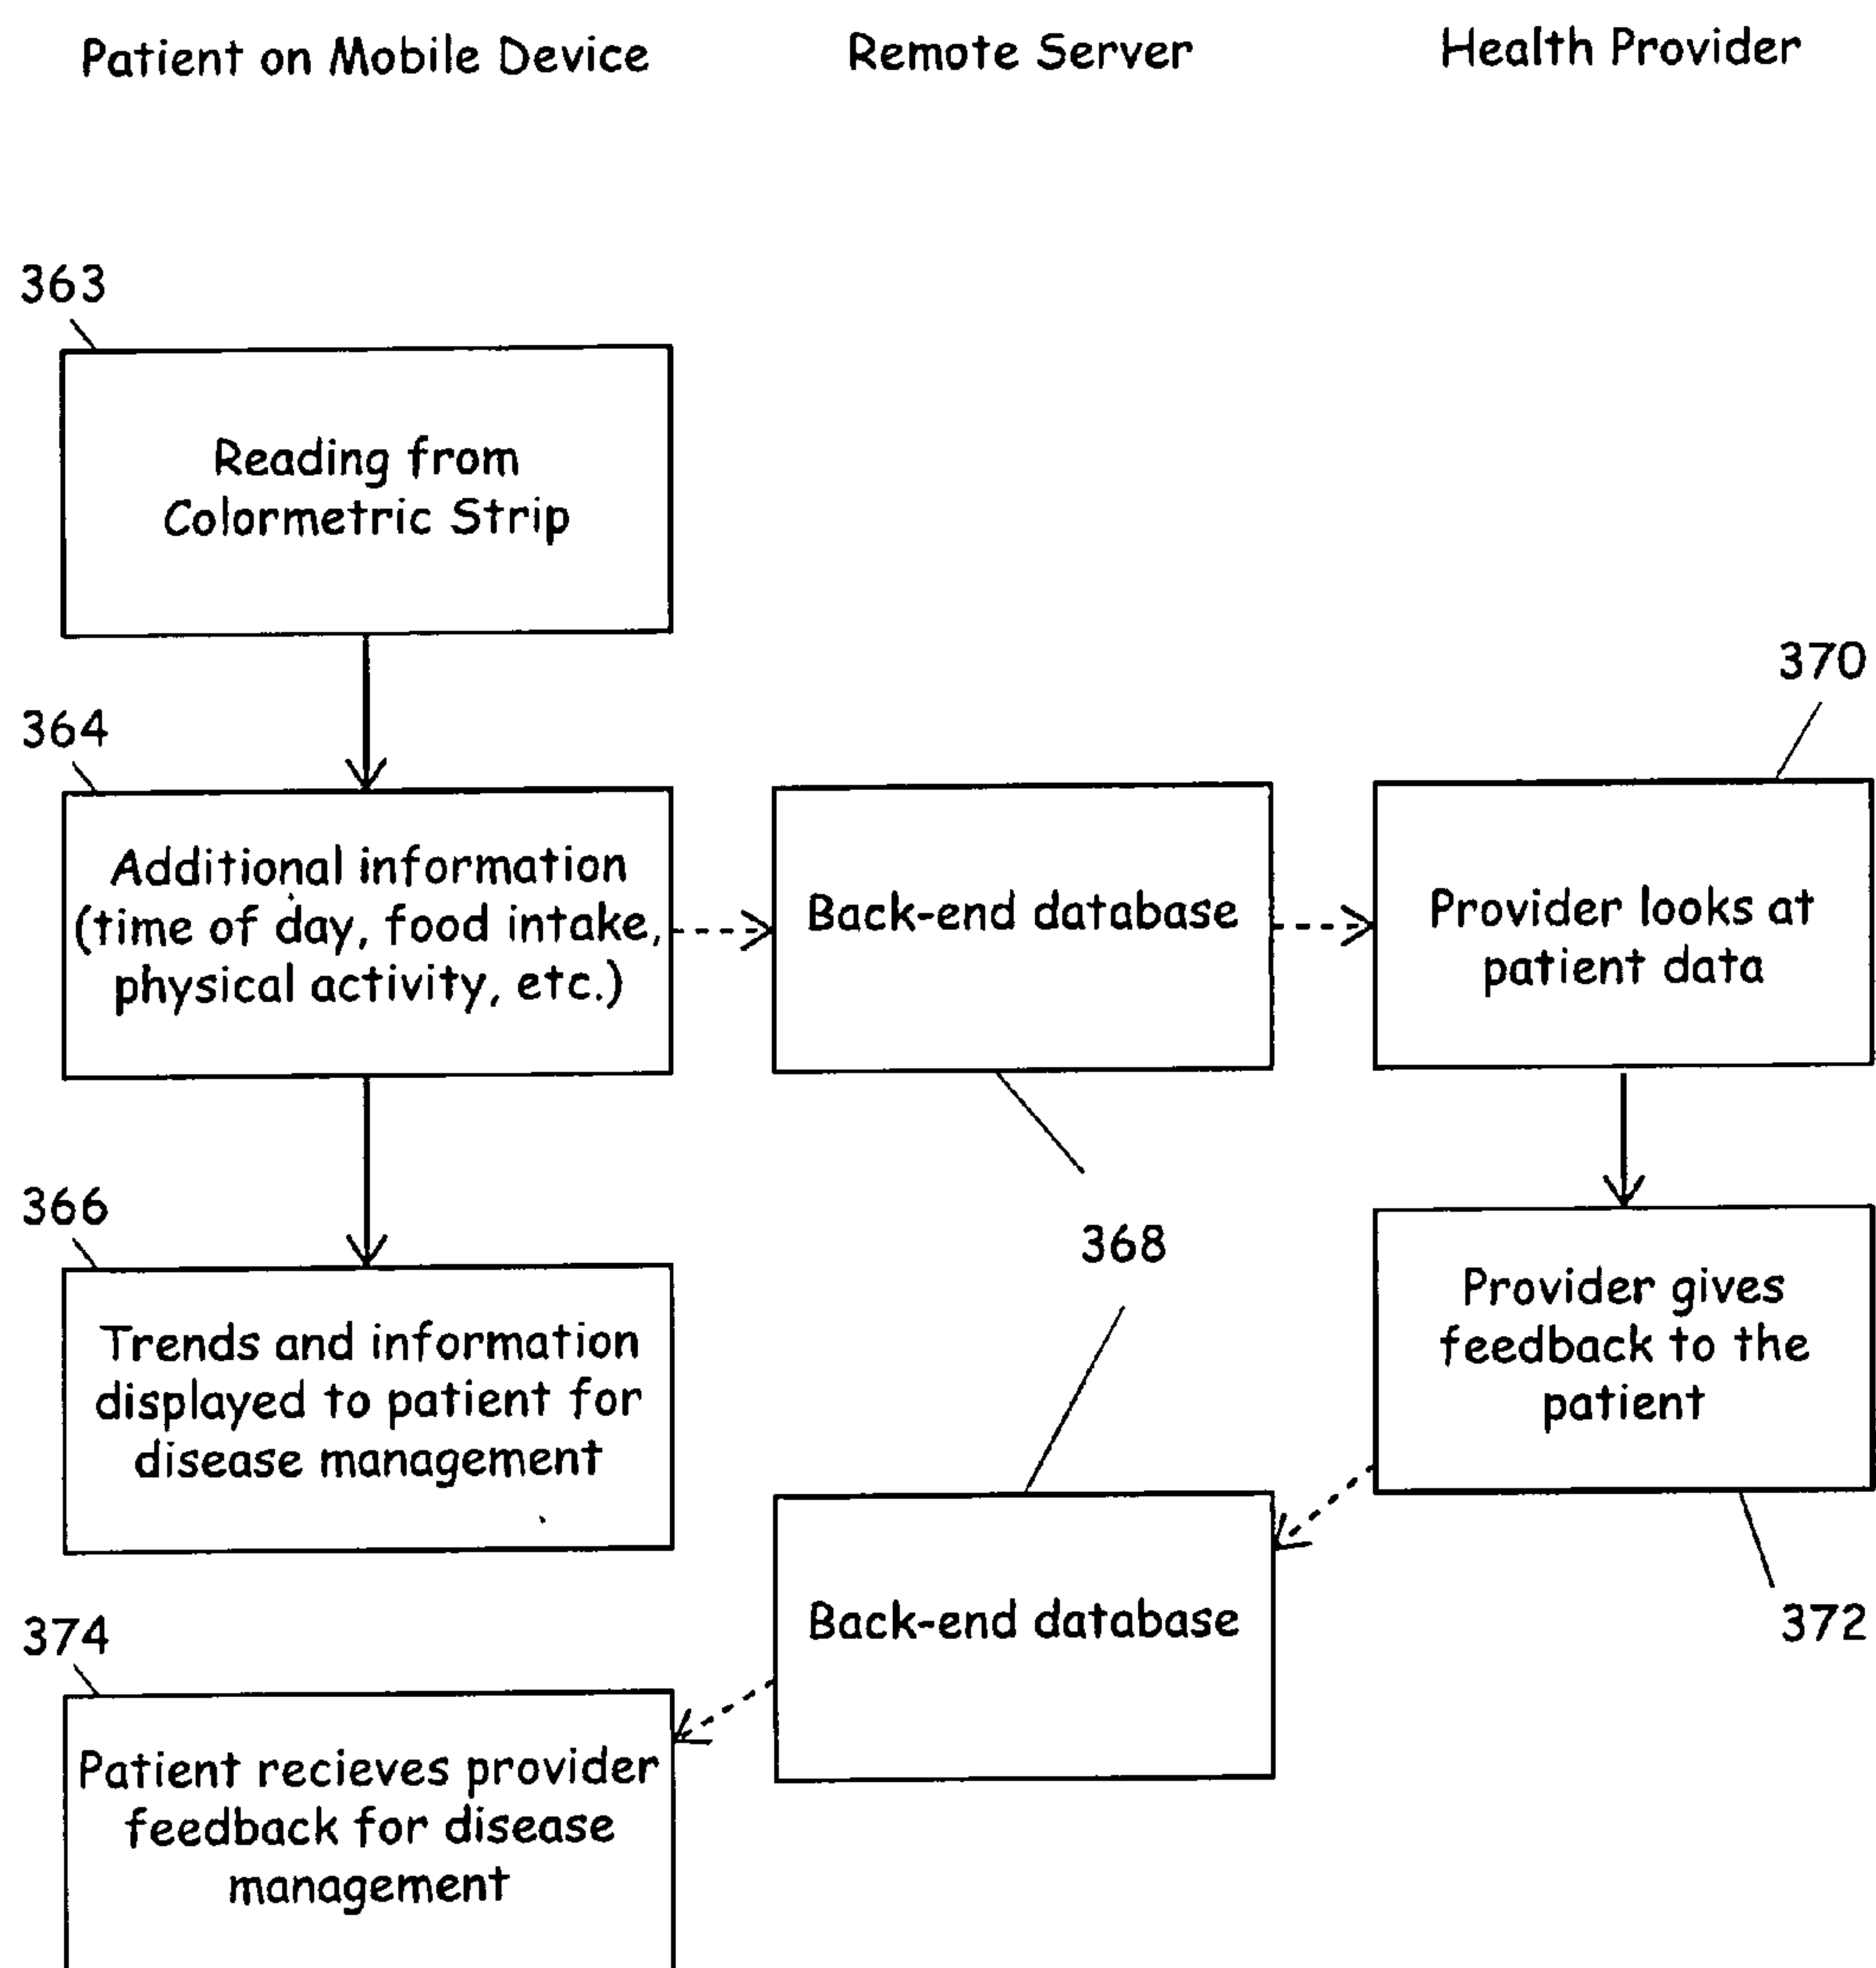 Patient on Mobile Device
Remote Server
Health Provider
363
Reading from
Colormetric Strip
370
364
Additional information
(time of day, food intake,
physical activity, etc.)
Back-end database
Provider looks at
patient data
366
368
Trends and information
displayed to patient for
disease management
Provider gives
feedback to the
patient
374
Back-end database
372
Patient recieves provider
feedback for disease
management